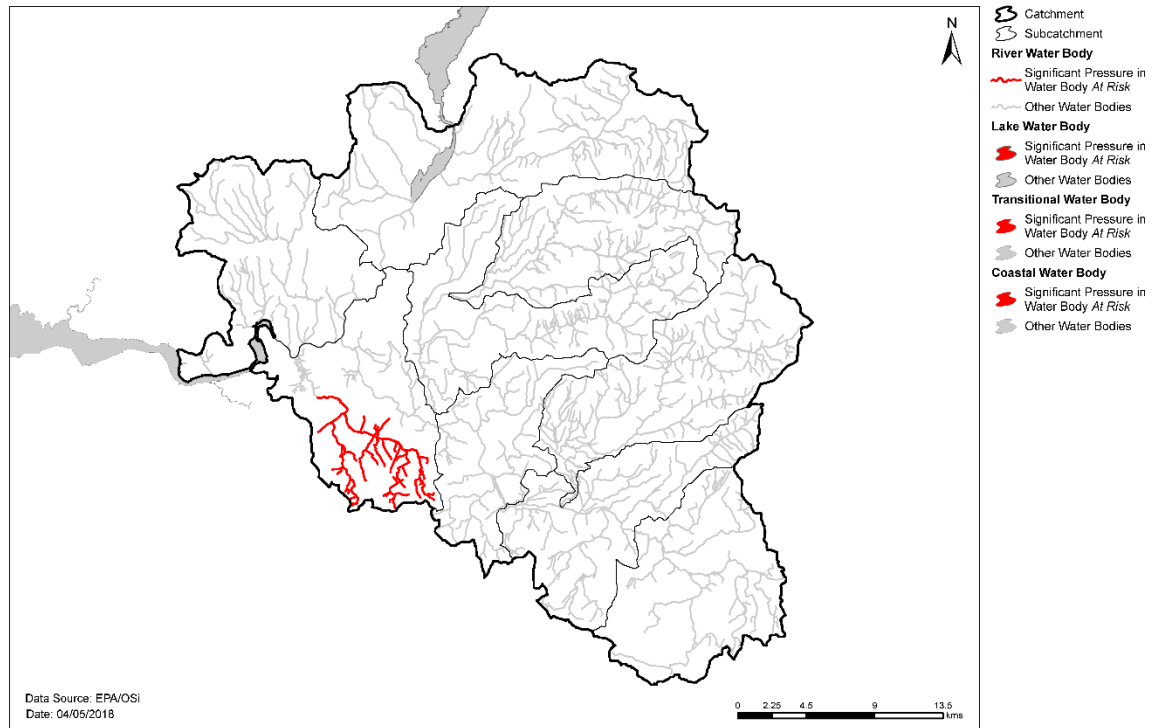 N
Catchment
Subcatchment
River Water Body
Significant Pressure in
Water Body At Risk
Other Water Bodies
Lake Water Body
Significant Pressure in
Water Body At Risk
Other Water Bodies
Transitional Water Body
Significant Pressure in
Water Body At Risk
Other Water Bodies
Coastal Water Body
Significant Pressure in
Water Body At Risk
Other Water Bodies
Data Source: EPA/OSi
Date: 04/05/2018
0 2.25 4.5 9 13.5
kms